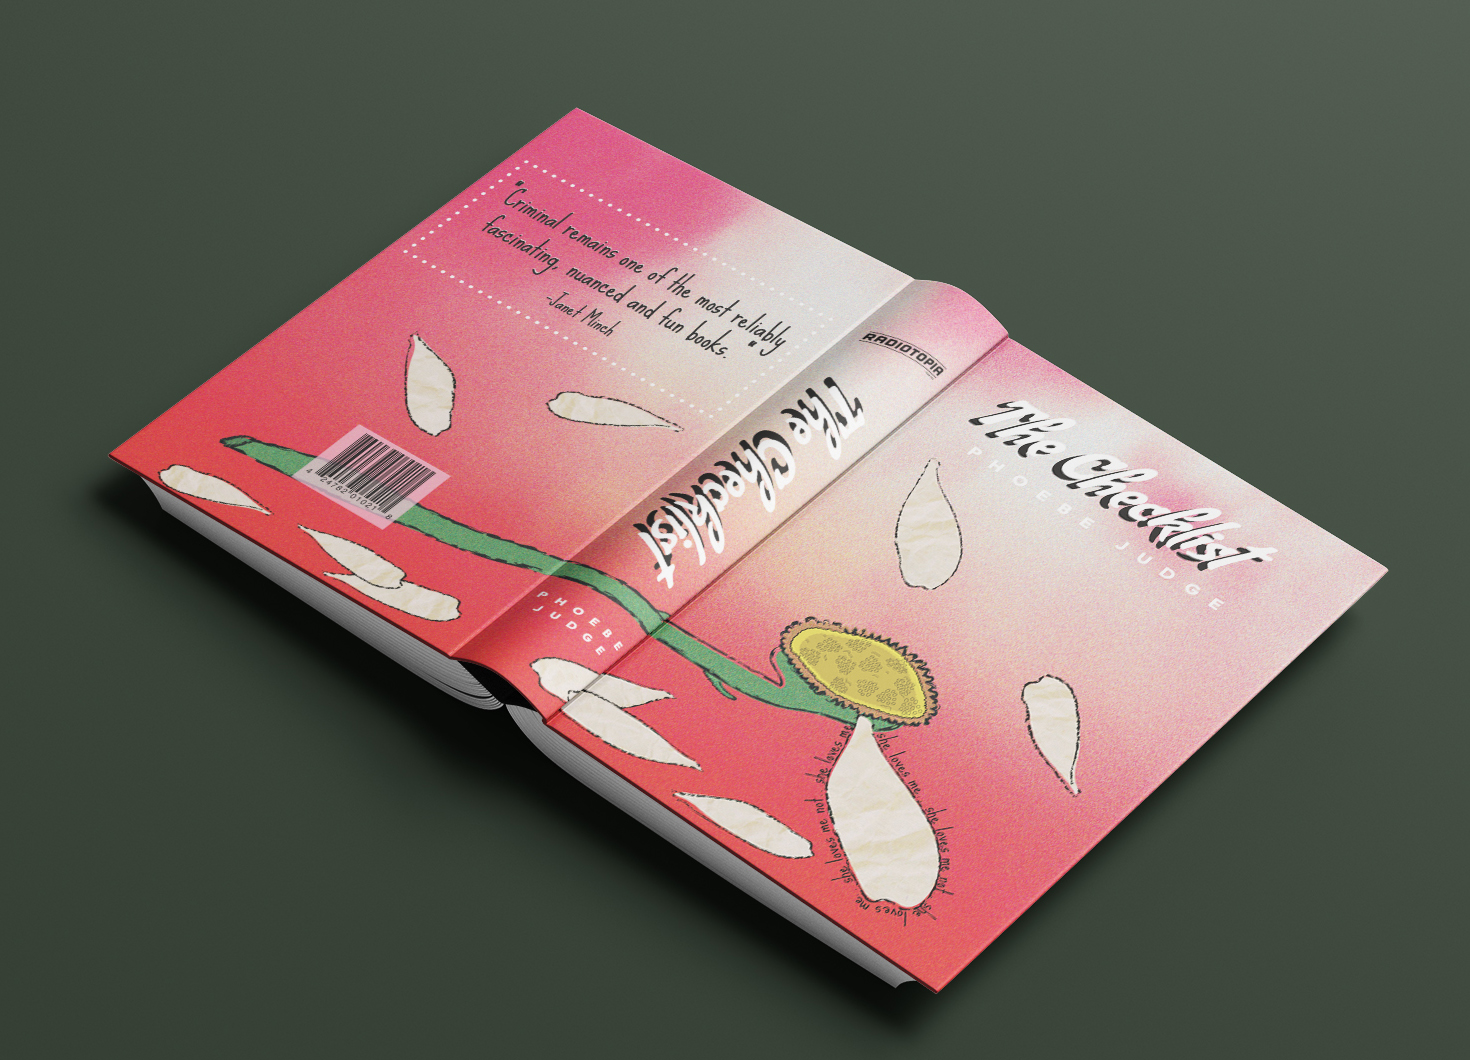 "Criminal remains one of the most reliably
fascinating, nuanced and fun books."
-Janet Minch
4 24782 01021 8
RADIOTOPIA
The Checklist
PHOEBE
JUDGE
The Checklist
PHOEBE JUDGE
she loves me
she loves me not
she loves me
she loves me not
she loves me